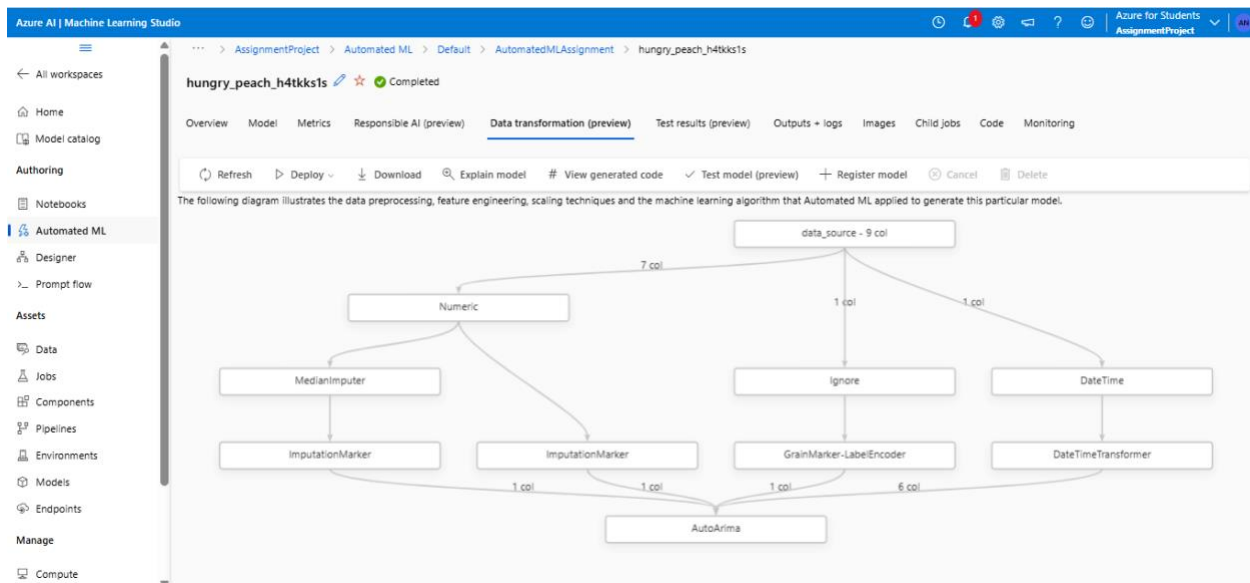 Azure AI | Machine Learning Studio
1
Azure for Students
AssignmentProject
AN
All workspaces
Home
Model catalog
Authoring
Notebooks
Automated ML
Designer
Prompt flow
Assets
Data
Jobs
Components
Pipelines
Environments
Models
Endpoints
Manage
Compute
··· > AssignmentProject > Automated ML > Default > AutomatedMLAssignment > hungry_peach_h4tkks1s
hungry_peach_h4tkks1s Completed
Overview Model Metrics Responsible AI (preview) Data transformation (preview) Test results (preview) Outputs + logs Images Child jobs Code Monitoring
Refresh Deploy Download Explain model # View generated code Test model (preview) Register model Cancel Delete
The following diagram illustrates the data preprocessing, feature engineering, scaling techniques and the machine learning algorithm that Automated ML applied to generate this particular model.
data_source - 9 col
7 col
1 col 1 col
Numeric
MedianImputer Ignore DateTime
ImputationMarker ImputationMarker GrainMarker-LabelEncoder DateTimeTransformer
1 col 1 col 1 col 6 col
AutoArima